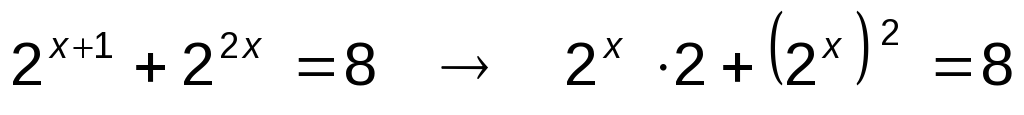 2^{x+1} + 2^{2x} = 8 → 2^x · 2 + (2^x)^2 = 8